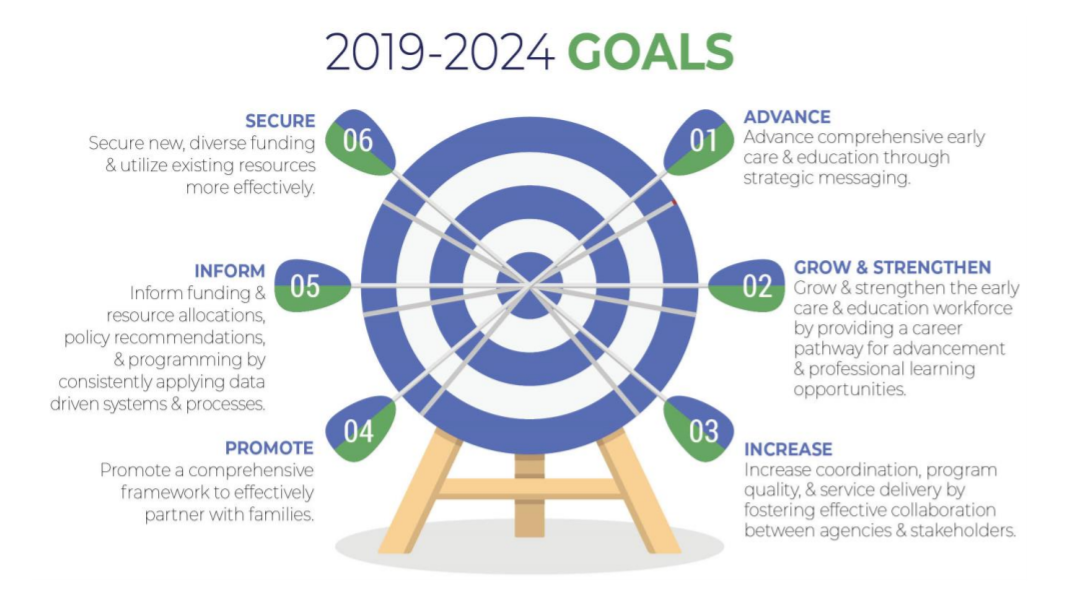 2019-2024 GOALS
01
ADVANCE
Advance comprehensive early
care & education through
strategic messaging.
02
GROW & STRENGTHEN
Grow & strengthen the early
care & education workforce
by providing a career
pathway for advancement
& professional learning
opportunities.
03
INCREASE
Increase coordination, program
quality, & service delivery by
fostering effective collaboration
between agencies & stakeholders.
04
PROMOTE
Promote a comprehensive
framework to effectively
partner with families.
05
INFORM
Inform funding &
resource allocations,
policy recommendations,
& programming by
consistently applying data
driven systems & processes.
06
SECURE
Secure new, diverse funding
& utilize existing resources
more effectively.